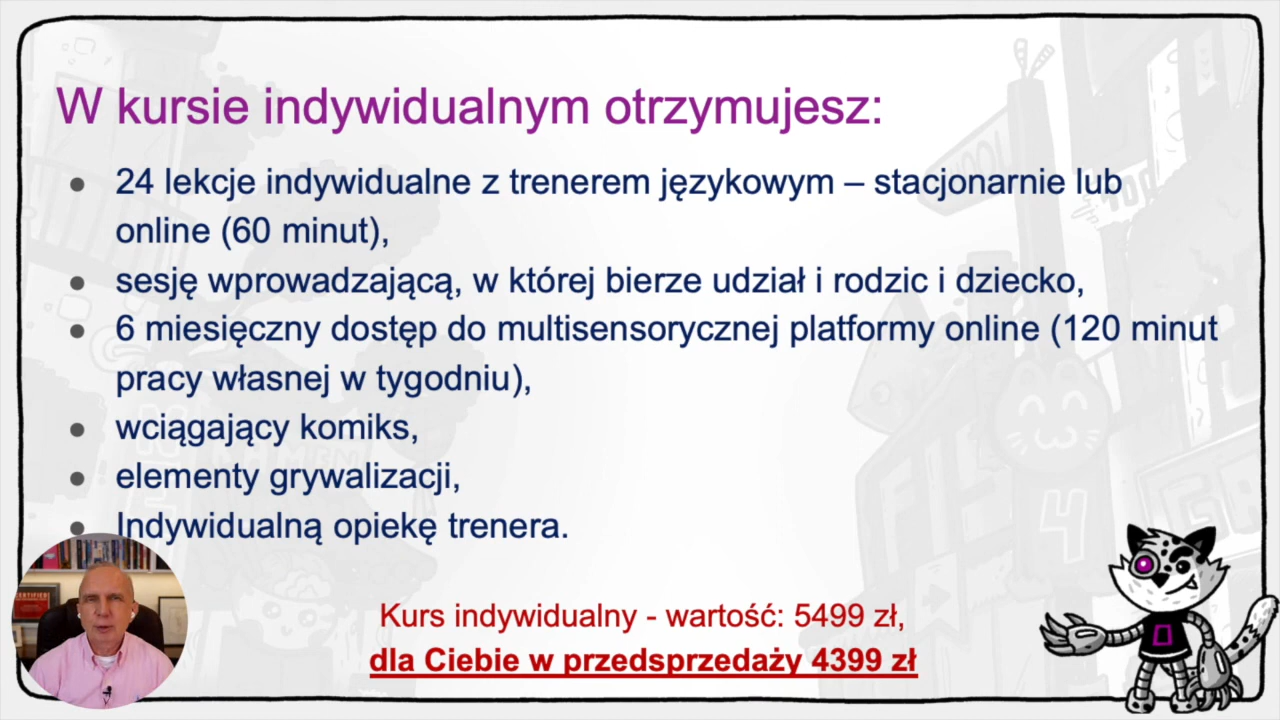 W kursie indywidualnym otrzymujesz:
● 24 lekcje indywidualne z trenerem językowym – stacjonarnie lub
online (60 minut),
● sesję wprowadzającą, w której bierze udział i rodzic i dziecko,
● 6 miesięczny dostęp do multisensorycznej platformy online (120 minut
pracy własnej w tygodniu),
● wciągający komiks,
● elementy grywalizacji,
● Indywidualną opiekę trenera.
Kurs indywidualny - wartość: 5499 zł,
dla Ciebie w przedsprzedaży 4399 zł